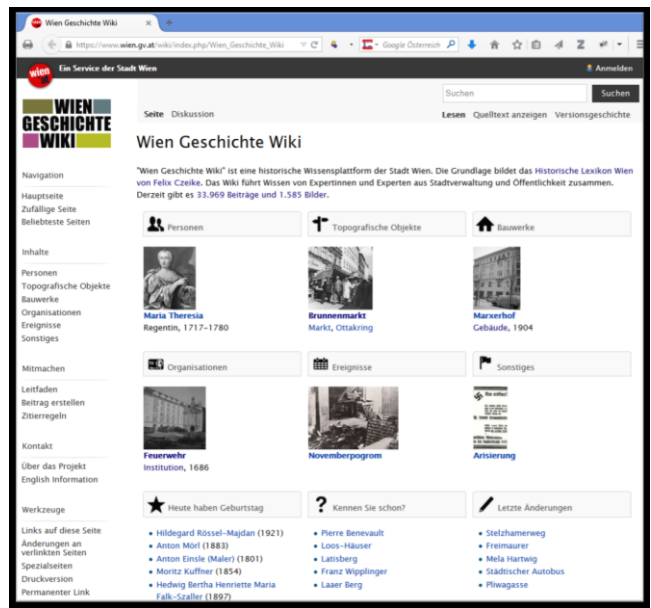 Wien Geschichte Wiki
https://www.wien.gv.at/wiki/index.php/Wien_Geschichte_Wiki
Google Österreich
wien
at
Ein Service der Stadt Wien
Anmelden
Suchen
Suchen
WIEN
GESCHICHTE
WIKI
Seite Diskussion
Lesen Quelltext anzeigen Versionsgeschichte
Wien Geschichte Wiki
"Wien Geschichte Wiki" ist eine historische Wissensplattform der Stadt Wien. Die Grundlage bildet das Historische Lexikon Wien
von Felix Czeike. Das Wiki führt Wissen von Expertinnen und Experten aus Stadtverwaltung und Öffentlichkeit zusammen.
Derzeit gibt es 33.969 Beiträge und 1.585 Bilder.
Navigation
Hauptseite
Zufällige Seite
Beliebteste Seiten
Inhalte
Personen
Topografische Objekte
Bauwerke
Organisationen
Ereignisse
Sonstiges
Mitmachen
Leitfaden
Beitrag erstellen
Zitierregeln
Kontakt
Über das Projekt
English Information
Werkzeuge
Links auf diese Seite
Änderungen an
verlinkten Seiten
Spezialseiten
Druckversion
Permanenter Link
Personen
Maria Theresia
Regentin, 1717-1780
Topografische Objekte
Brunnenmarkt
Markt, Ottakring
Bauwerke
Marxerhof
Gebäude, 1904
Organisationen
Feuerwehr
Institution, 1686
Ereignisse
Novemberpogrom
Sonstiges
Arisierung
Heute haben Geburtstag
• Hildegard Rössel-Majdan (1921)
• Anton Mörl (1883)
• Anton Einsle (Maler) (1801)
• Moritz Kuffner (1854)
• Hedwig Bertha Henriette Maria
Falk-Szaller (1897)
Kennen Sie schon?
• Pierre Benevault
• Loos-Häuser
• Latisberg
• Franz Wipplinger
• Laaer Berg
Letzte Änderungen
• Stelzhamerweg
• Freimaurer
• Mela Hartwig
• Städtischer Autobus
• Pliwagasse